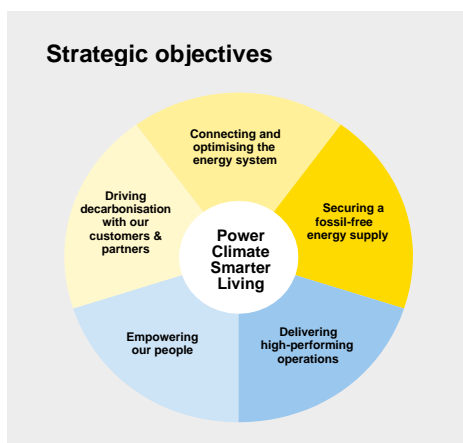 Strategic objectives
Connecting and
optimising the
energy system
Securing a
fossil-free
energy supply
Delivering
high-performing
operations
Empowering
our people
Driving
decarbonisation
with our
customers &
partners
Power
Climate
Smarter
Living